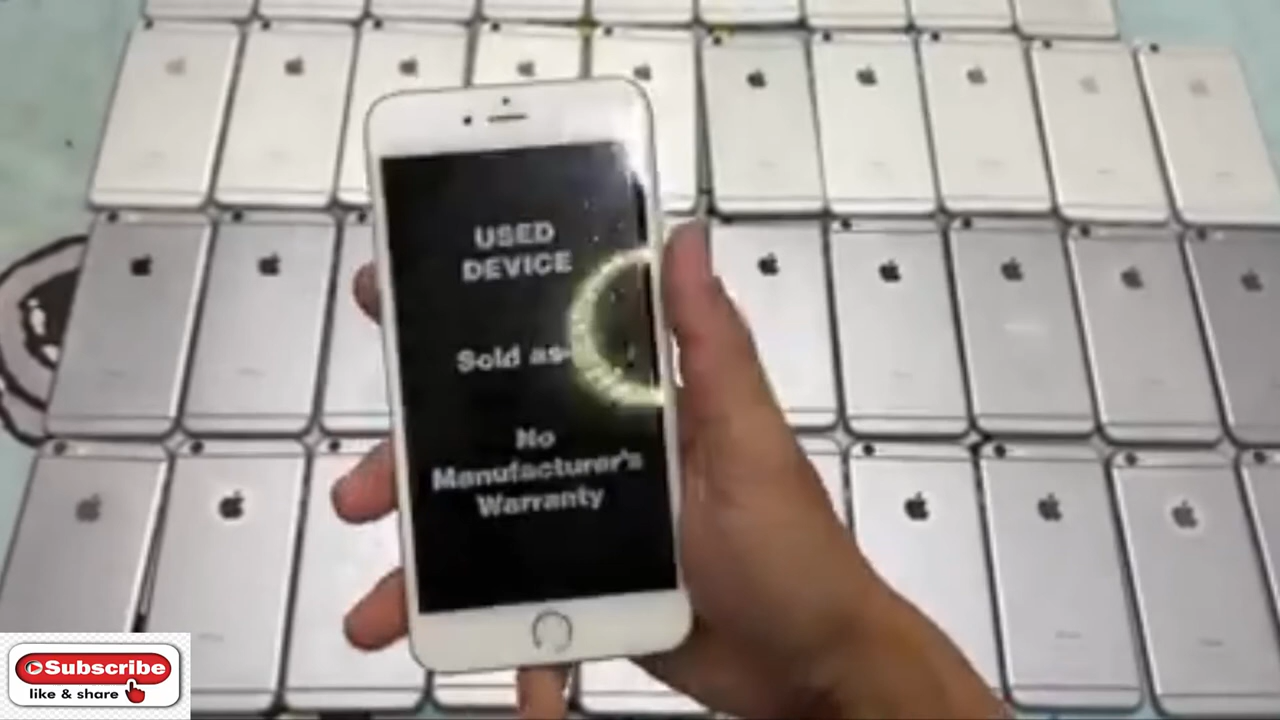 USED
DEVICE
Sold as-
No
Manufacturer's
Warranty
Subscribe
like & share